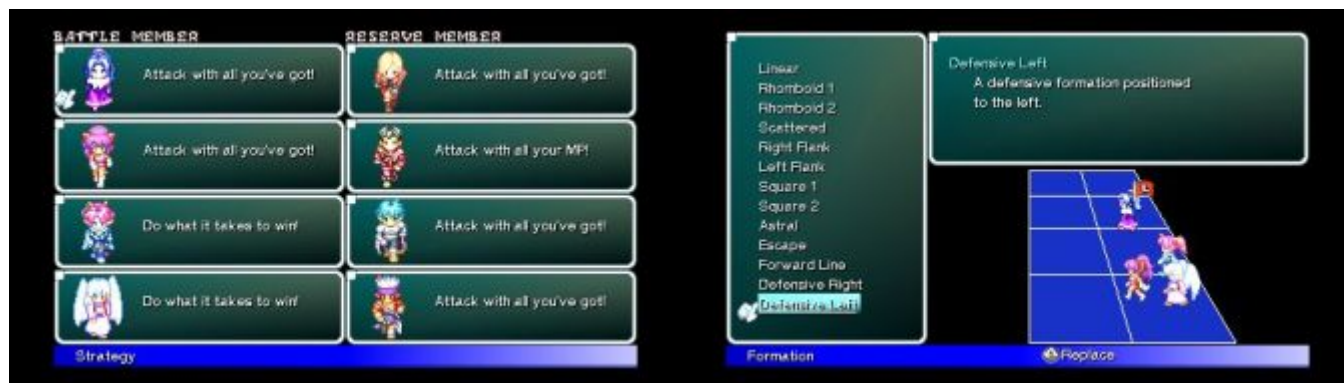 BATTLE MEMBER
RESERVE MEMBER
Attack with all you've got!
Attack with all you've got!
Attack with all you've got!
Attack with all your MP!
Do what it takes to win!
Attack with all you've got!
Do what it takes to win!
Attack with all you've got!
Strategy
Linear
Rhomboid 1
Rhomboid 2
Scattered
Right Flank
Left Flank
Square 1
Square 2
Astral
Escape
Forward Line
Defensive Right
Defensive Left
Defensive Left
A defensive formation positioned
to the left.
Formation
Replace